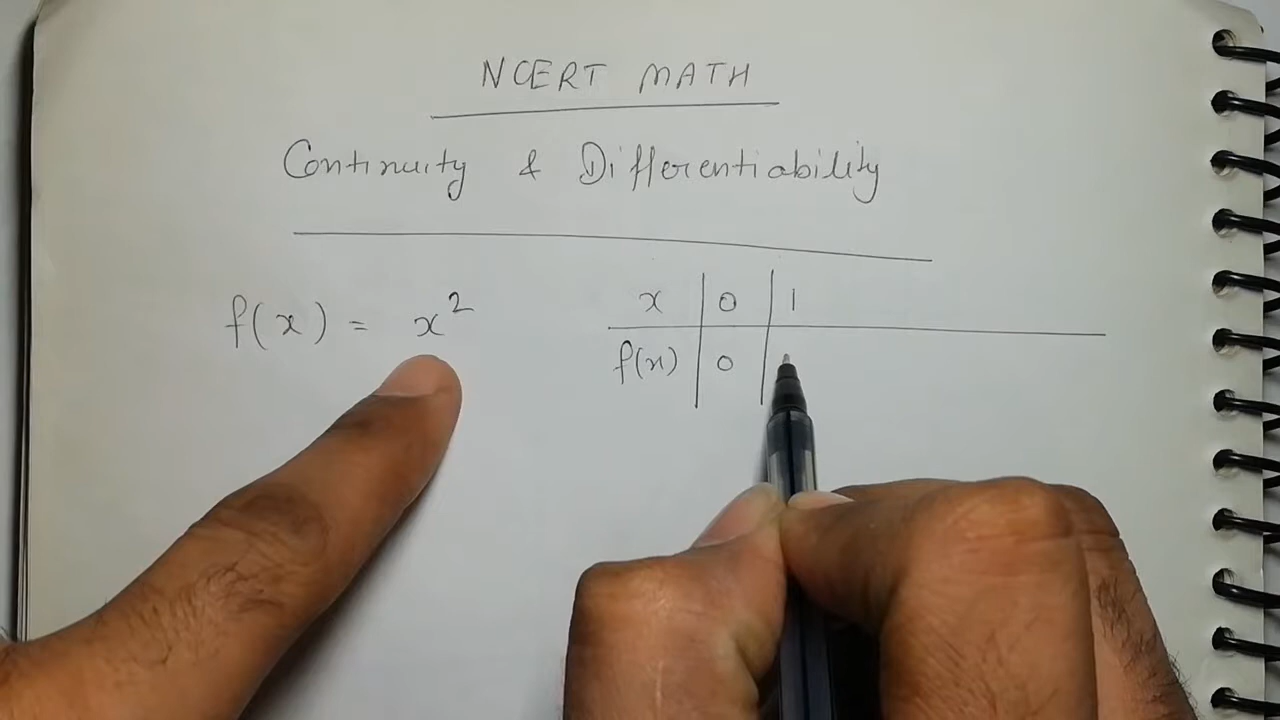 NCERT MATH
Continuity & Differentiability
f(x) = x²
x 0 1
f(x) 0